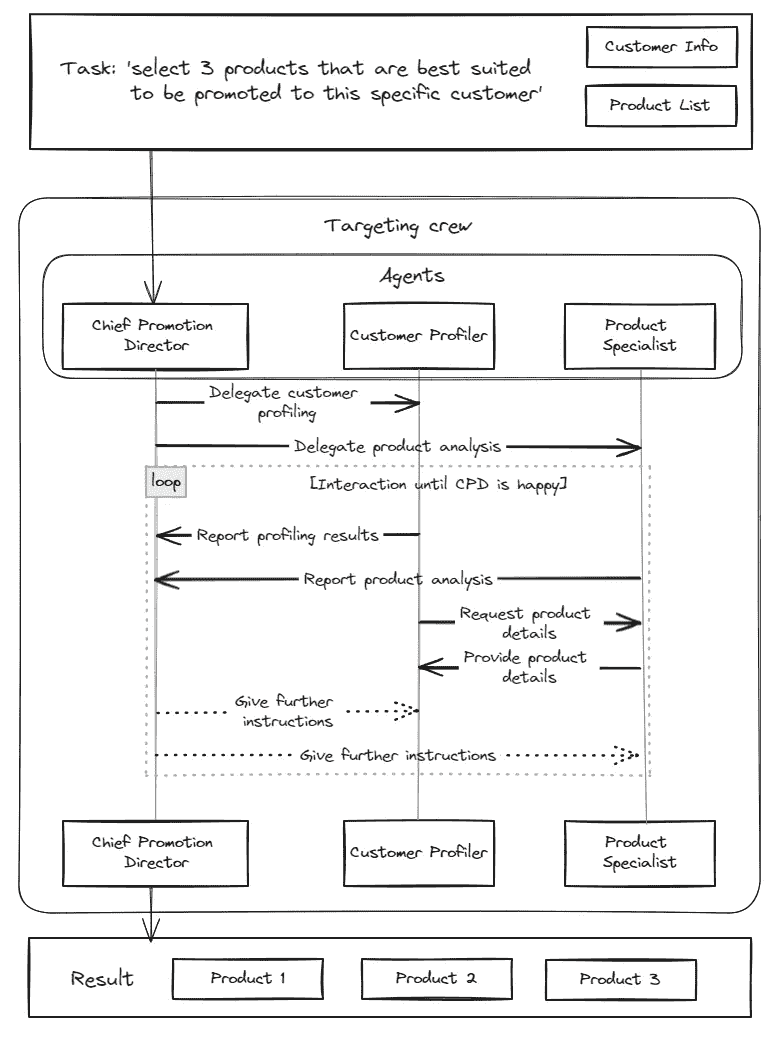 Task: 'select 3 products that are best suited
to be promoted to this specific customer'
Customer Info
Product List
Targeting crew
Agents
Chief Promotion
Director
Customer Profiler
Product
Specialist
Delegate customer
profiling
Delegate product analysis
loop
[Interaction until CPD is happy]
Report profiling results
Report product analysis
Request product
details
Provide product
details
Give further
instructions
Give further instructions
Chief Promotion
Director
Customer Profiler
Product
Specialist
Result
Product 1
Product 2
Product 3